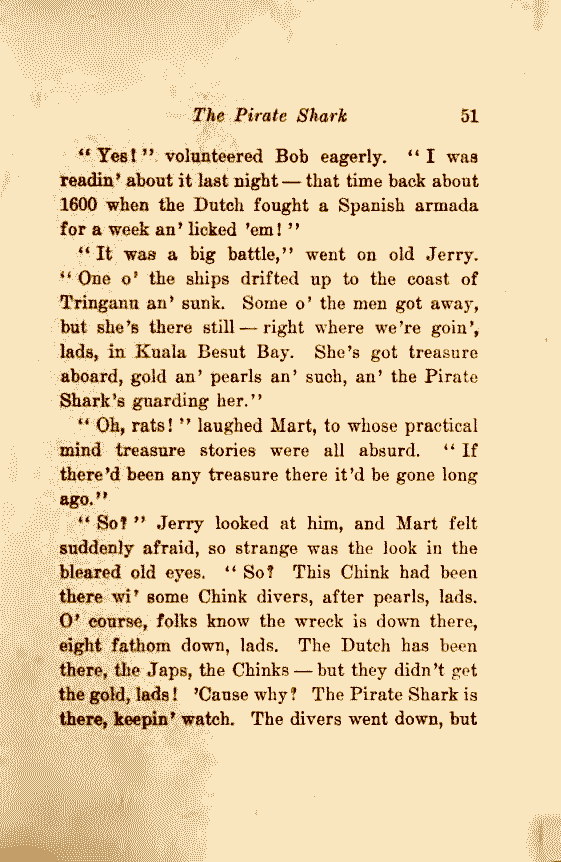 The Pirate Shark 51
“ Yes! ” volunteered Bob eagerly. “ I was
readin’ about it last night — that time back about
1600 when the Dutch fought a Spanish armada
for a week an’ licked ’em! ”
“ It was a big battle,” went on old Jerry.
“ One o’ the ships drifted up to the coast of
Tringanu an’ sunk. Some o’ the men got away,
but she’s there still — right where we’re goin’,
lads, in Kuala Besut Bay. She’s got treasure
aboard, gold an’ pearls an’ such, an’ the Pirate
Shark’s guarding her.”
“ Oh, rats! ” laughed Mart, to whose practical
mind treasure stories were all absurd. “ If
there’d been any treasure there it’d be gone long
ago.”
“ So? ” Jerry looked at him, and Mart felt
suddenly afraid, so strange was the look in the
bleared old eyes. “ So? This Chink had been
there wi’ some Chink divers, after pearls, lads.
O’ course, folks know the wreck is down there,
eight fathom down, lads. The Dutch has been
there, the Japs, the Chinks — but they didn’t get
the gold, lads! ’Cause why? The Pirate Shark is
there, keepin’ watch. The divers went down, but